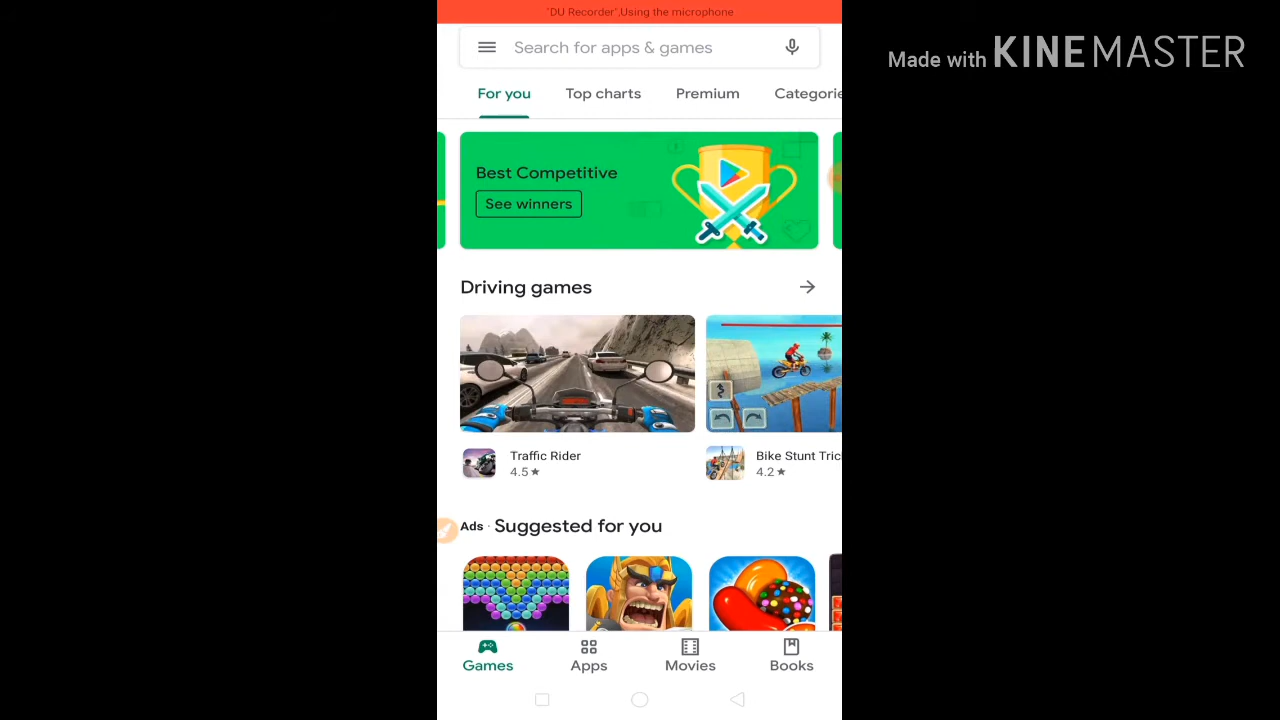 "DU Recorder",Using the microphone
Made with KINEMASTER
Search for apps & games
For you
Top charts
Premium
Categorie
Best Competitive
See winners
Driving games
Traffic Rider
4.5★
Bike Stunt Tric
4.2★
Ads · Suggested for you
Games
Apps
Movies
Books